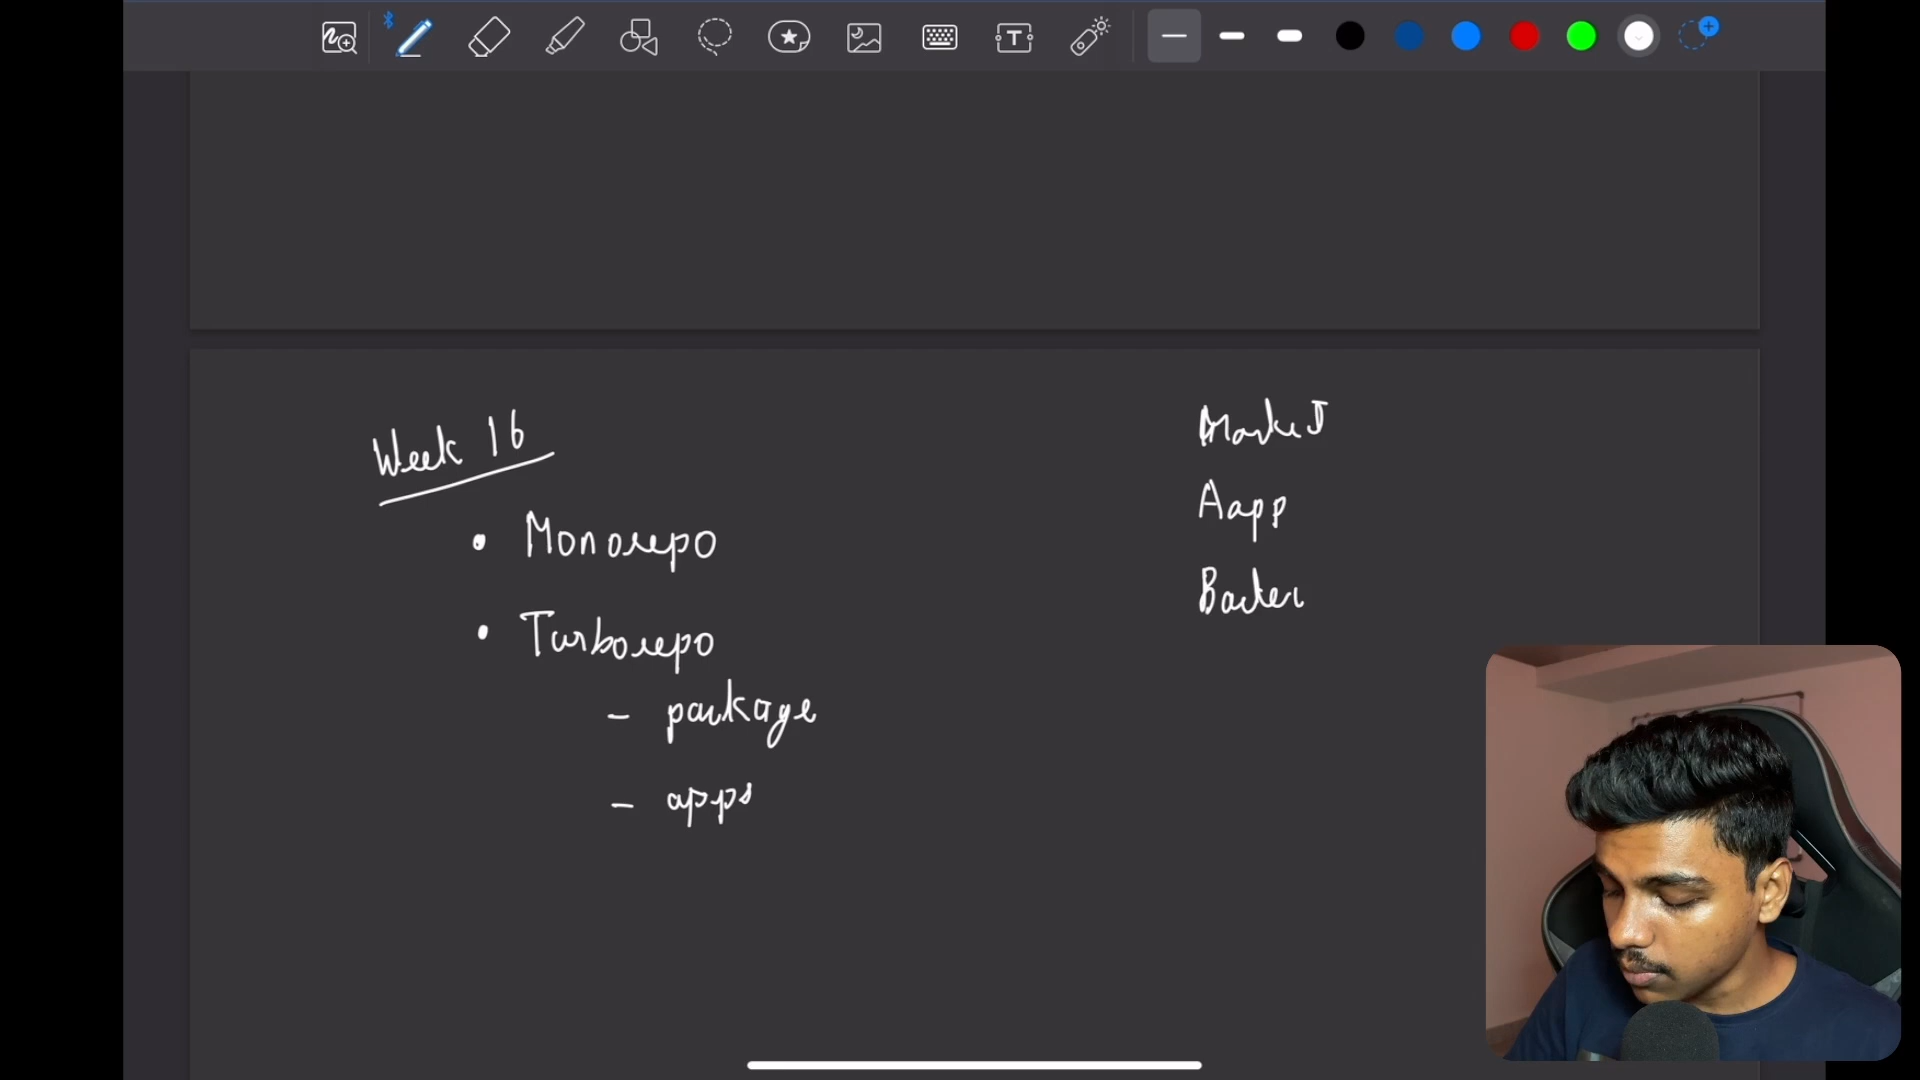 Week 16
• Monorepo
• Turborepo
- package
- apps
Market
Aapp
Backen